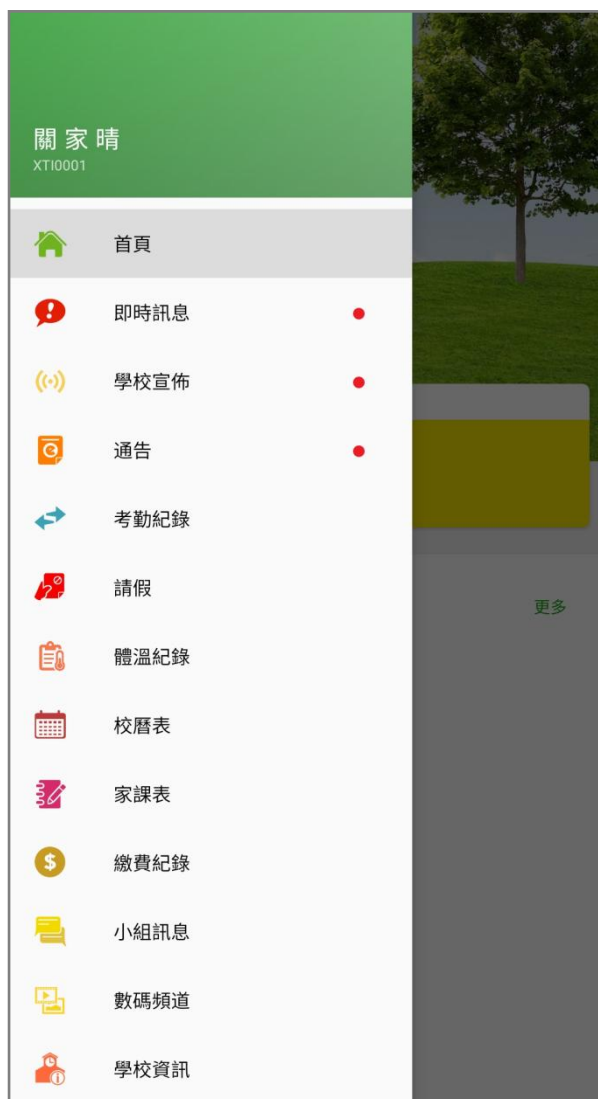 關 家 晴
XTI0001
首頁
即時訊息
學校宣佈
通告
考勤紀錄
請假
更多
體溫紀錄
校曆表
家課表
繳費紀錄
小組訊息
數碼頻道
學校資訊